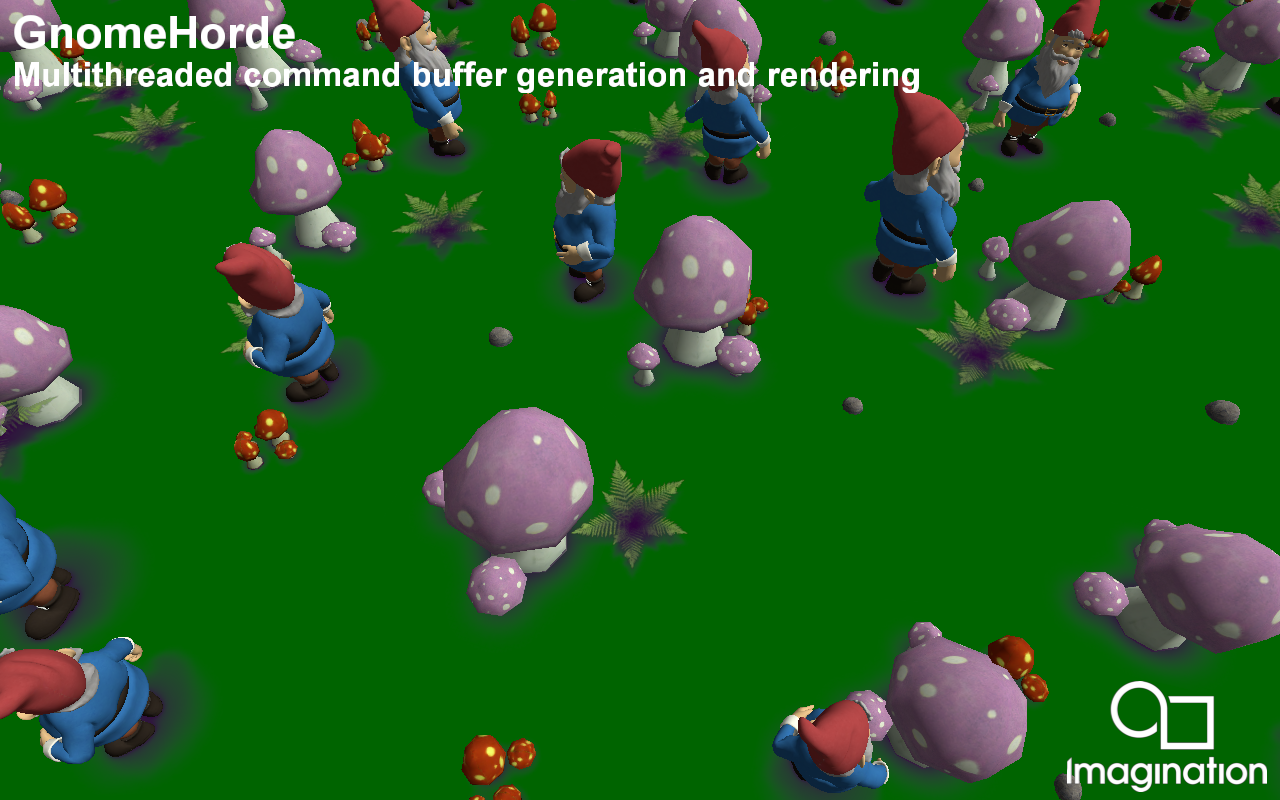 GnomeHorde
Multithreaded command buffer generation and rendering
Imagination